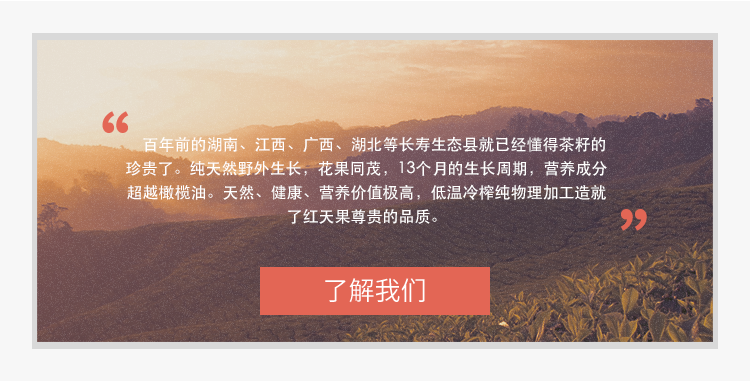 “
百年前的湖南、江西、广西、湖北等长寿生态县就已经懂得茶籽的
珍贵了。纯天然野外生长，花果同茂，13个月的生长周期，营养成分
超越橄榄油。天然、健康、营养价值极高，低温冷榨纯物理加工造就
了红天果尊贵的品质。
”
了解我们